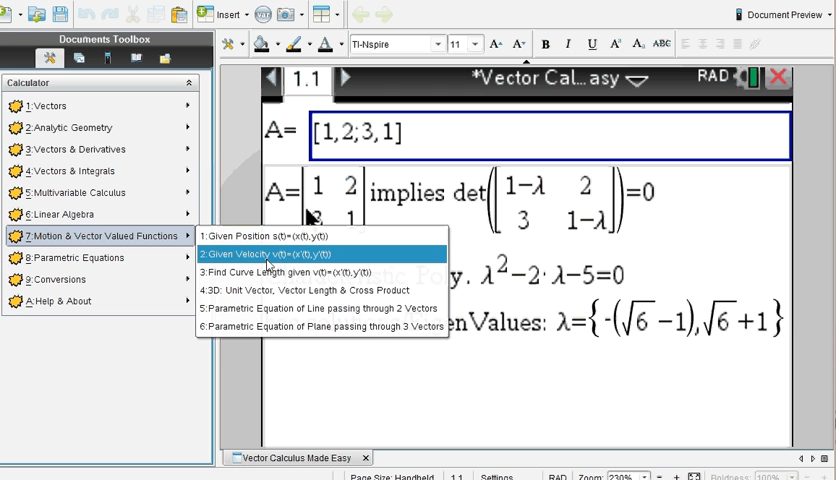 Insert
Document Preview
Documents Toolbox
TI-Nspire
11
B
I
U
ABC
Calculator
1.1
*Vector Cal...asy
RAD
1:Vectors
2:Analytic Geometry
3:Vectors & Derivatives
4:Vectors & Integrals
5:Multivariable Calculus
6:Linear Algebra
7:Motion & Vector Valued Functions
8:Parametric Equations
9:Conversions
A:Help & About
1:Given Position s(t)=(x(t),y(t))
2:Given Velocity v(t)=(x'(t),y'(t))
3:Find Curve Length given v(t)=(x'(t),y'(t))
4:3D: Unit Vector, Vector Length & Cross Product
5:Parametric Equation of Line passing through 2 Vectors
6:Parametric Equation of Plane passing through 3 Vectors
A= [1,2;3,1]
A=[1 2 3 1] implies det([1-λ 2 3 1-λ])=0
Poly. λ²-2·λ-5=0
enValues: λ={-(√6-1),√6+1}
Vector Calculus Made Easy
Page Size: Handheld 1.1 Settings RAD Zoom: 230% Boldness: 100%